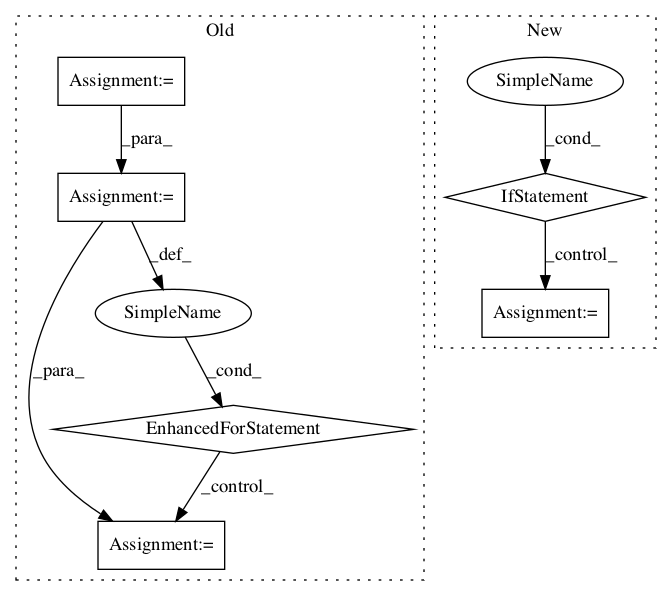 Old
Assignment:=
_para_
Assignment:=
_def_
SimpleName
_para_
_cond_
EnhancedForStatement
_control_
Assignment:=
New
SimpleName
_cond_
IfStatement
_control_
Assignment:=